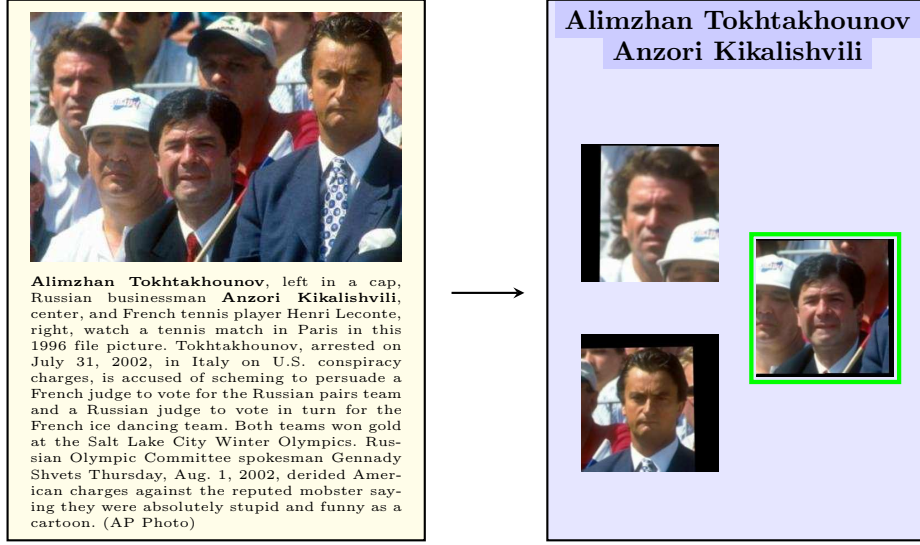 Alimzhan Tokhtakhounov, left in a cap,
Russian businessman Anzori Kikalishvili,
center, and French tennis player Henri Leconte,
right, watch a tennis match in Paris in this
1996 file picture. Tokhtakhounov, arrested on
July 31, 2002, in Italy on U.S. conspiracy
charges, is accused of scheming to persuade a
French judge to vote for the Russian pairs team
and a Russian judge to vote in turn for the
French ice dancing team. Both teams won gold
at the Salt Lake City Winter Olympics. Rus-
sian Olympic Committee spokesman Gennady
Shvets Thursday, Aug. 1, 2002, derided Amer-
ican charges against the reputed mobster say-
ing they were absolutely stupid and funny as a
cartoon. (AP Photo)
Alimzhan Tokhtakhounov
Anzori Kikalishvili